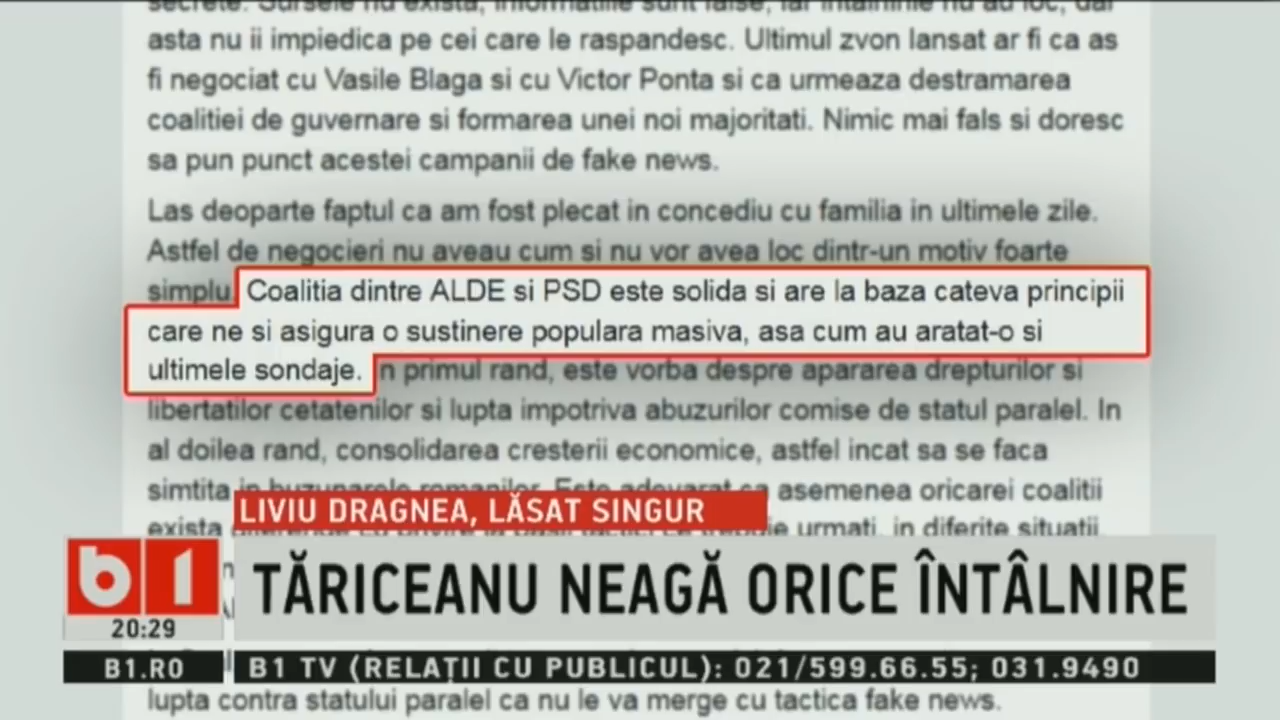 secrete. Sursele nu exista, informatiile sunt false, iar intalnirile nu au loc, dar
asta nu ii impiedica pe cei care le raspandesc. Ultimul zvon lansat ar fi ca as
fi negociat cu Vasile Blaga si cu Victor Ponta si ca urmeaza destramarea
coalitiei de guvernare si formarea unei noi majoritati. Nimic mai fals si doresc
sa pun punct acestei campanii de fake news.
Las deoparte faptul ca am fost plecat in concediu cu familia in ultimele zile.
Astfel de negocieri nu aveau cum si nu vor avea loc dintr-un motiv foarte
simplu. Coalitia dintre ALDE si PSD este solida si are la baza cateva principii
care ne si asigura o sustinere populara masiva, asa cum au aratat-o si
ultimele sondaje. In primul rand, este vorba despre apararea drepturilor si
libertatilor cetatenilor si lupta impotriva abuzurilor comise de statul paralel. In
al doilea rand, consolidarea cresterii economice, astfel incat sa se faca
simtita in buzunarele romanilor. Este adevarat ca asemenea oricarei coalitii
exista urmati, in diferite situatii
LIVIU DRAGNEA, LĂSAT SINGUR
b1
TĂRICEANU NEAGĂ ORICE ÎNTÂLNIRE
20:29
B1.RO
B1 TV (RELAȚII CU PUBLICUL): 021/599.66.55; 031.9490
lupta contra statului paralel ca nu le va merge cu tactica fake news.